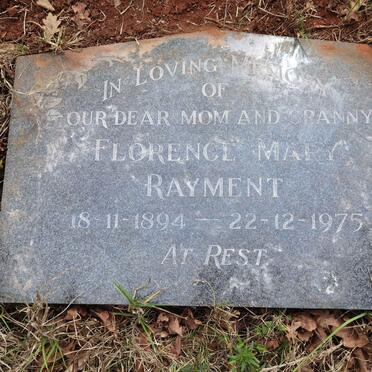 IN LOVING MEMORY
OF
OUR DEAR MOM AND GRANNY
FLORENCE MARY
RAYMENT
18-11-1894 — 22-12-1975
AT REST.